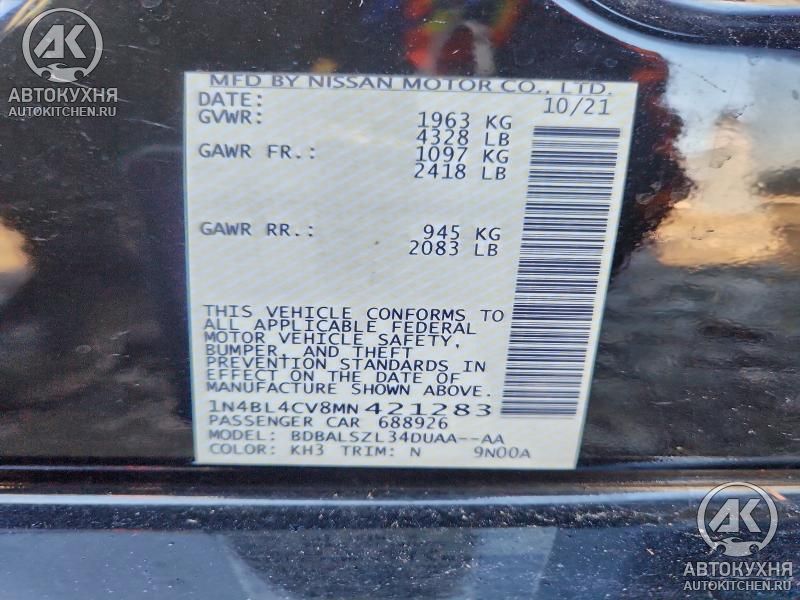 АК
АВТОКУХНЯ
AUTOKITCHEN.RU
MFD BY NISSAN MOTOR CO., LTD.
DATE: 10/21
GVWR: 1963 KG
4328 LB
GAWR FR.: 1097 KG
2418 LB
GAWR RR.: 945 KG
2083 LB
THIS VEHICLE CONFORMS TO
ALL APPLICABLE FEDERAL
MOTOR VEHICLE SAFETY,
BUMPER, AND THEFT
PREVENTION STANDARDS IN
EFFECT ON THE DATE OF
MANUFACTURE SHOWN ABOVE.
1N4BL4CV8MN421283
PASSENGER CAR 688926
MODEL: BDBALSZL34DUAA--AA
COLOR: KH3 TRIM: N 9N00A
АК
АВТОКУХНЯ
AUTOKITCHEN.RU